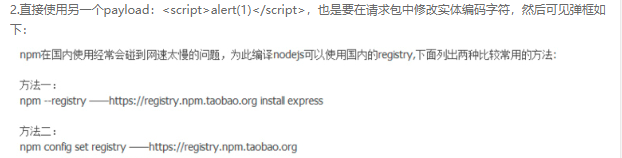 2.直接使用另一个payload：<script>alert(1)</script>，也是要在请求包中修改实体编码字符，然后可见弹框如
下：
npm在国内使用经常会碰到网速太慢的问题，为此编译nodejs可以使用国内的registry,下面列出两种比较常用的方法：
方法一：
npm --registry ——https://registry.npm.taobao.org install express
方法二：
npm config set registry ——https://registry.npm.taobao.org